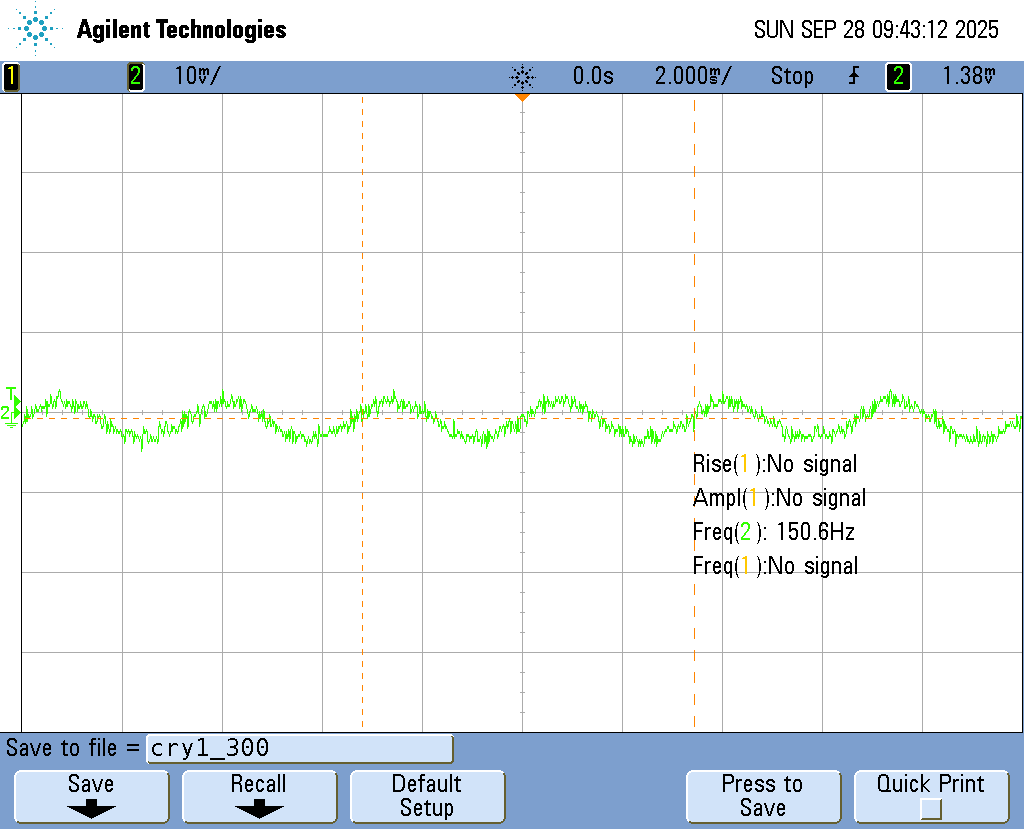 Agilent Technologies SUN SEP 28 09:43:12 2025
1 2 10mV/ 0.0s 2.000ms/ Stop 2 1.38mV
T
2
Rise(1):No signal
Ampl(1):No signal
Freq(2): 150.6Hz
Freq(1):No signal
Save to file = cry1_300
Save Recall Default Setup Press to Save Quick Print